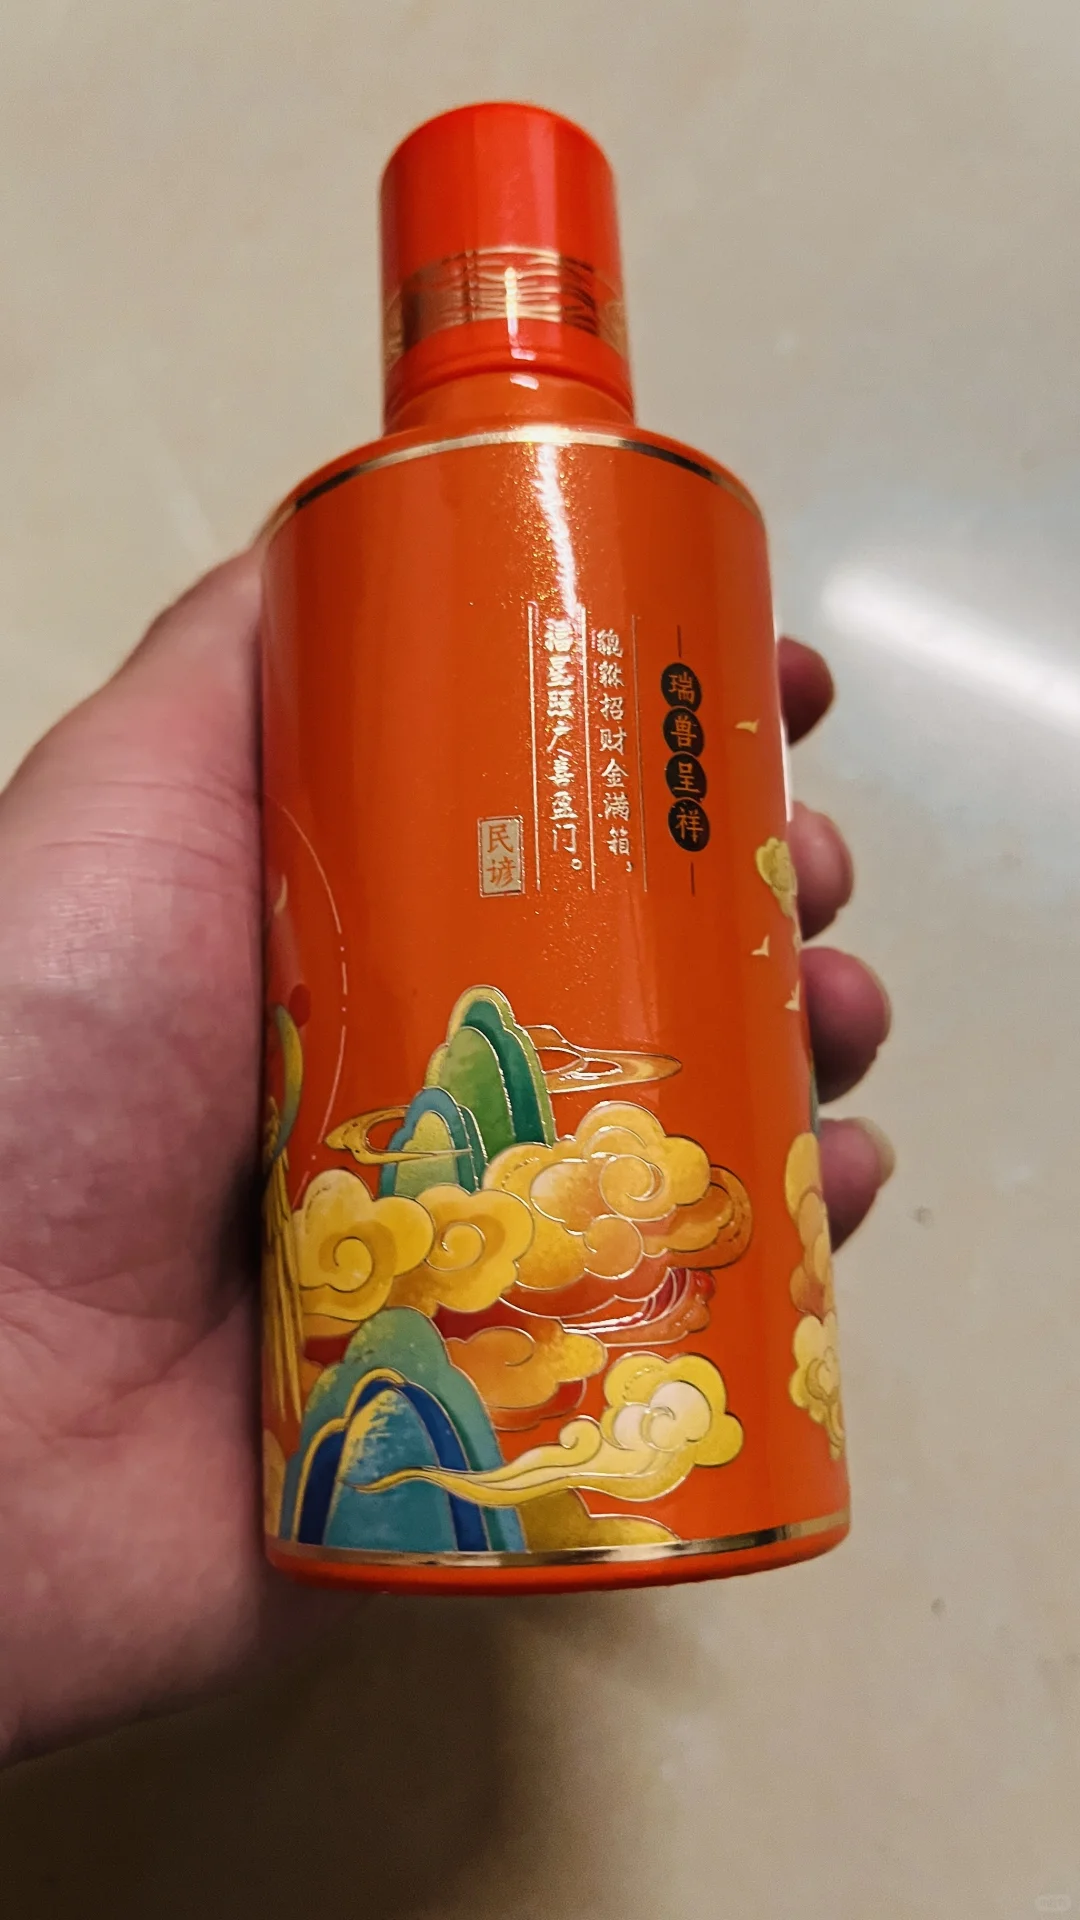 瑞兽呈祥
貔貅招财金满箱，
福星照户喜盈门。
民谚